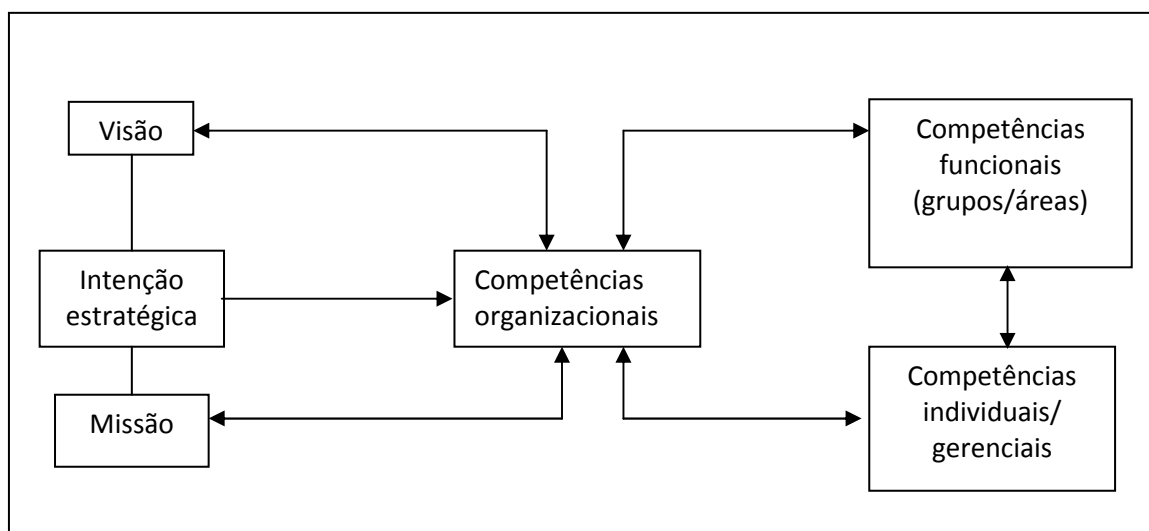 Visão
Intenção
estratégica
Missão
Competências
organizacionais
Competências
funcionais
(grupos/áreas)
Competências
individuais/
gerenciais